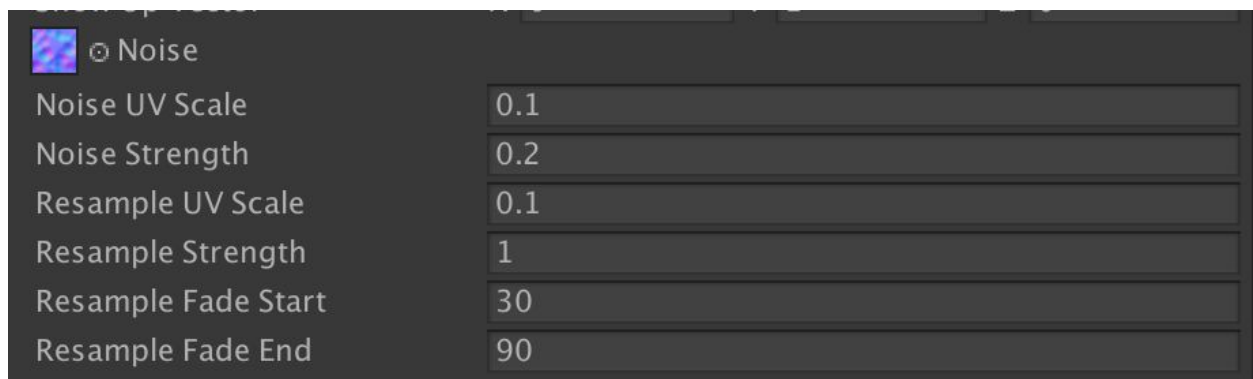 Noise
Noise UV Scale 0.1
Noise Strength 0.2
Resample UV Scale 0.1
Resample Strength 1
Resample Fade Start 30
Resample Fade End 90